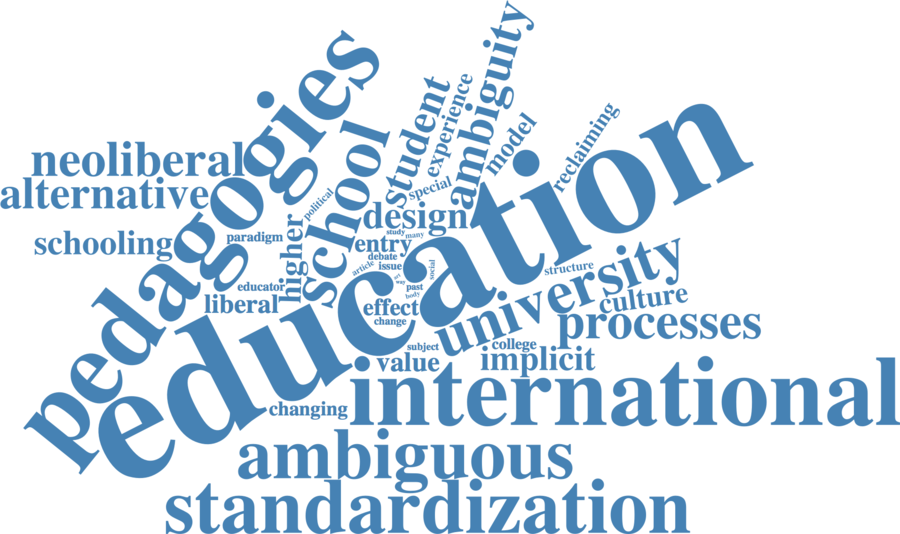 ambiguity
pedagogies
student
experience
model
reclaiming
education
school
neoliberal
alternative
special
political
design
higher
schooling
paradigm
study
many
entry
debate
university
article
issue
social
structure
set
way
educator
past
body
liberal
effect
culture
change
processes
subject
college
value
implicit
international
changing
ambiguous
standardization